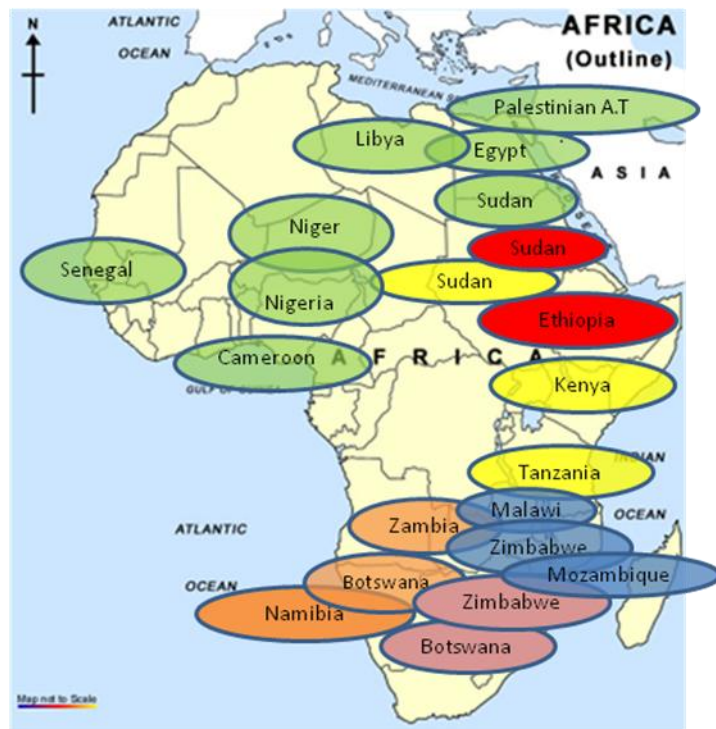 ATLANTIC
OCEAN
AFRICA
(Outline)
N
MEDITERRANEAN
Palestinian A.T
Libya
Egypt
ASIA
Sudan
Niger
Sudan
Senegal
Sudan
Nigeria
Ethiopia
Cameroon
AFRICA
GULF OF
Kenya
Tanzania
INDIAN
OCEAN
Malawi
Zambia
ATLANTIC
OCEAN
Zimbabwe
Mozambique
Botswana
Zimbabwe
Namibia
Botswana
Map not to Scale